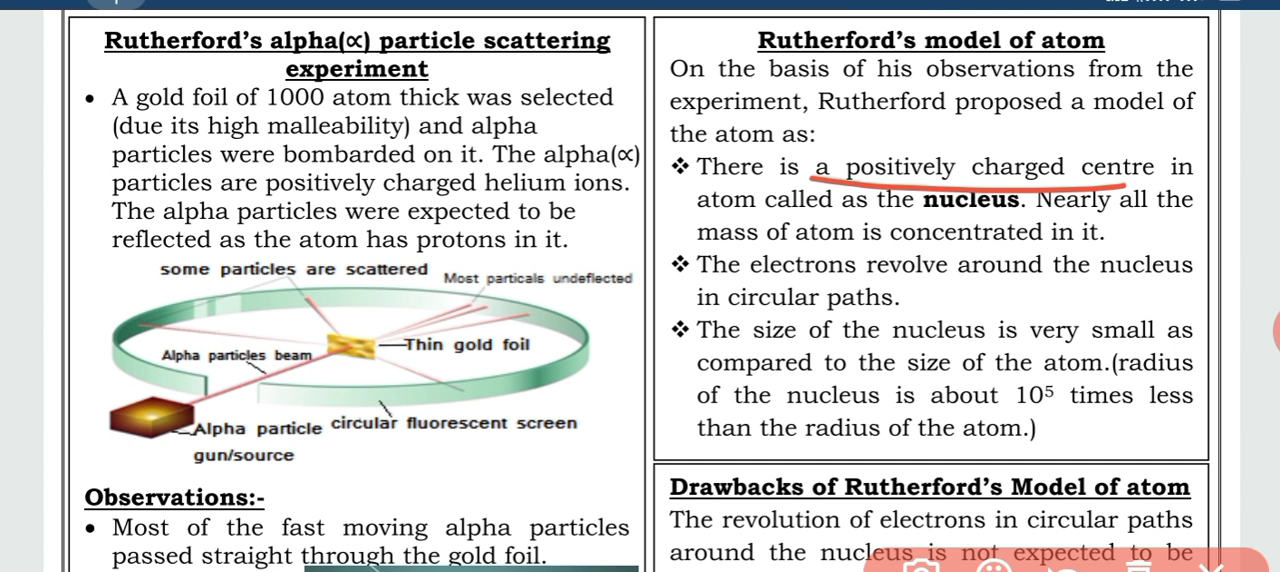 Rutherford's alpha(∝) particle scattering
experiment
• A gold foil of 1000 atom thick was selected
(due its high malleability) and alpha
particles were bombarded on it. The alpha(∝)
particles are positively charged helium ions.
The alpha particles were expected to be
reflected as the atom has protons in it.
some particles are scattered
Most particals undeflected
Thin gold foil
Alpha particles beam
Alpha particle
gun/source
circular fluorescent screen
Observations:-
• Most of the fast moving alpha particles
passed straight through the gold foil.
Rutherford's model of atom
On the basis of his observations from the
experiment, Rutherford proposed a model of
the atom as:
❖ There is a positively charged centre in
atom called as the nucleus. Nearly all the
mass of atom is concentrated in it.
❖ The electrons revolve around the nucleus
in circular paths.
❖ The size of the nucleus is very small as
compared to the size of the atom.(radius
of the nucleus is about 10⁵ times less
than the radius of the atom.)
Drawbacks of Rutherford's Model of atom
The revolution of electrons in circular paths
around the nucleus is not expected to be